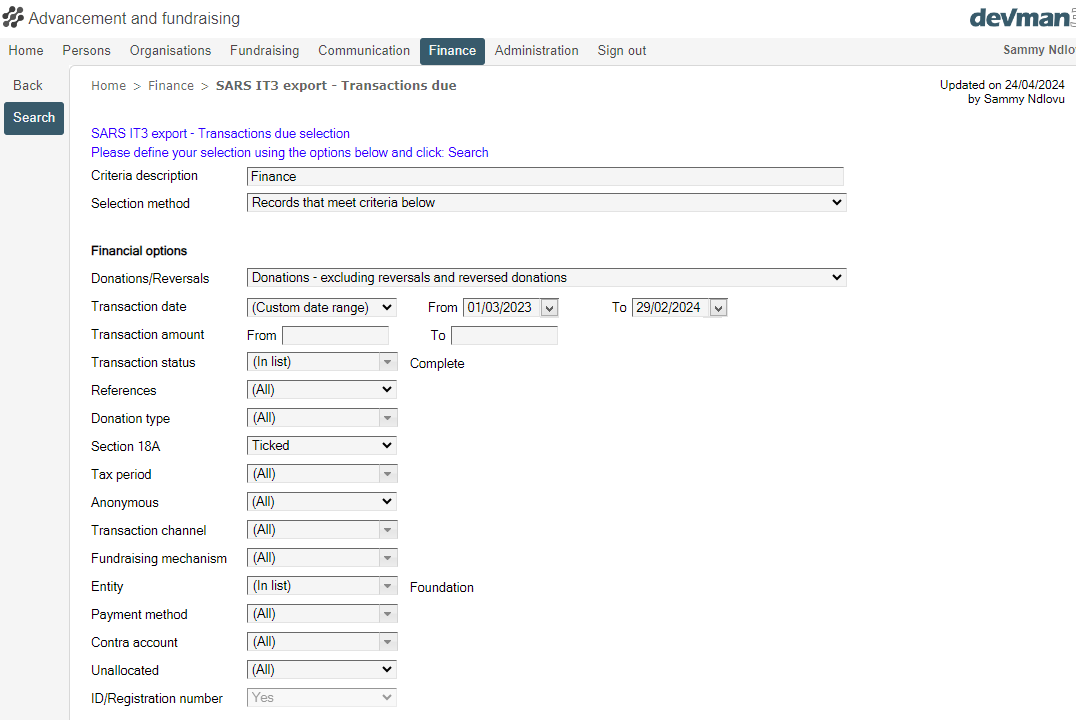 Advancement and fundraising
devman
Home Persons Organisations Fundraising Communication Finance Administration Sign out
Sammy Ndlo
Back
Search
Home > Finance > SARS IT3 export - Transactions due
Updated on 24/04/2024
by Sammy Ndlovu
SARS IT3 export - Transactions due selection
Please define your selection using the options below and click: Search
Criteria description Finance
Selection method Records that meet criteria below
Financial options
Donations/Reversals Donations - excluding reversals and reversed donations
Transaction date (Custom date range) From 01/03/2023 To 29/02/2024
Transaction amount From To
Transaction status (In list) Complete
References (All)
Donation type (All)
Section 18A Ticked
Tax period (All)
Anonymous (All)
Transaction channel (All)
Fundraising mechanism (All)
Entity (In list) Foundation
Payment method (All)
Contra account (All)
Unallocated (All)
ID/Registration number Yes